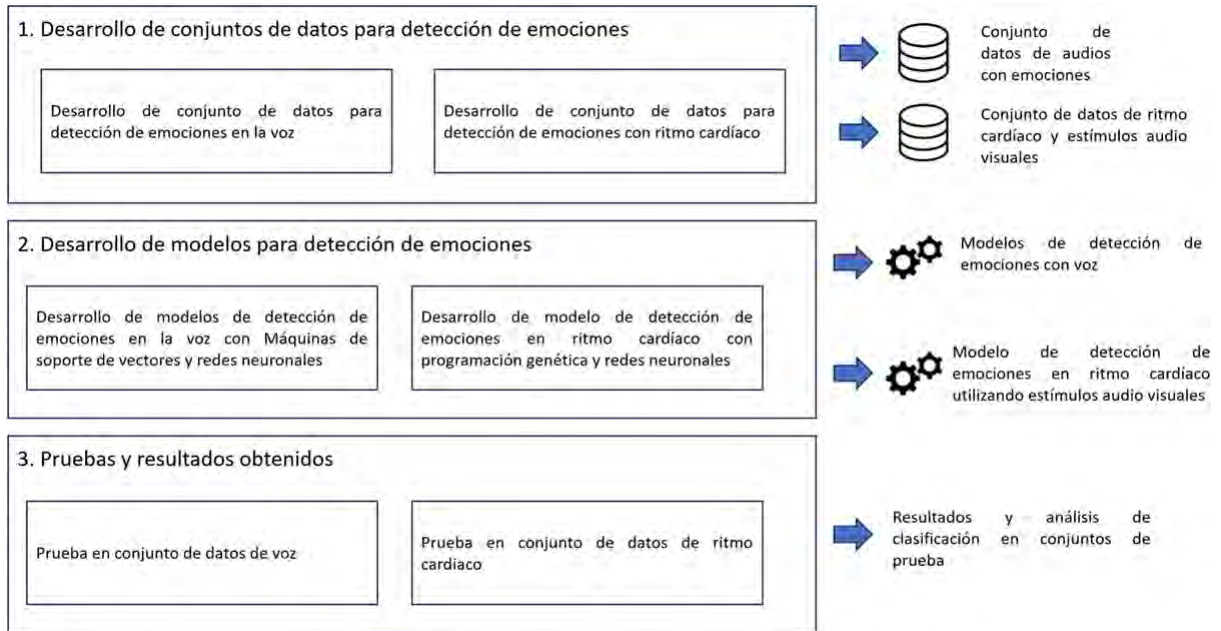 1. Desarrollo de conjuntos de datos para detección de emociones
Desarrollo de conjunto de datos para
detección de emociones en la voz
Desarrollo de conjunto de datos para
detección de emociones con ritmo cardíaco
Conjunto de
datos de audios
con emociones
Conjunto de datos de ritmo
cardíaco y estímulos audio
visuales
2. Desarrollo de modelos para detección de emociones
Desarrollo de modelos de detección de
emociones en la voz con Máquinas de
soporte de vectores y redes neuronales
Desarrollo de modelo de detección de
emociones en ritmo cardíaco con
programación genética y redes neuronales
Modelos de detección de
emociones con voz
Modelo de detección de
emociones en ritmo cardíaco
utilizando estímulos audio visuales
3. Pruebas y resultados obtenidos
Prueba en conjunto de datos de voz
Prueba en conjunto de datos de ritmo
cardiaco
Resultados y análisis de
clasificación en conjuntos de
prueba